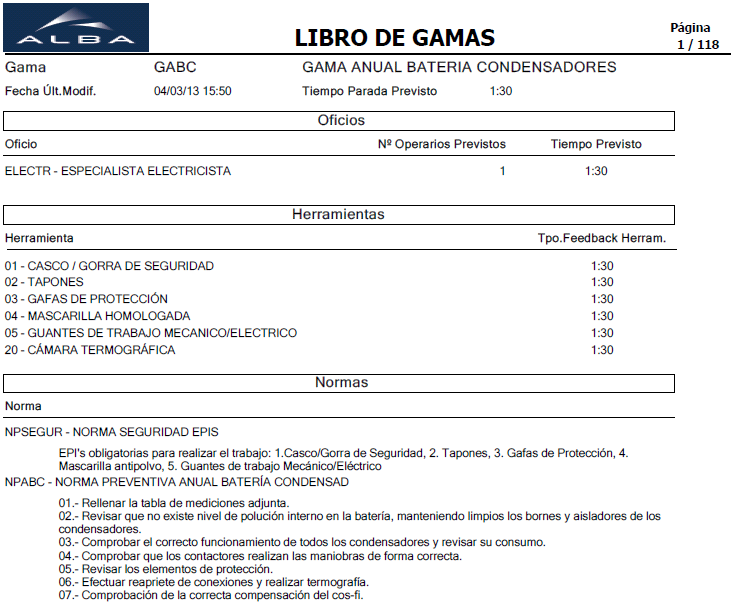 ALBA
LIBRO DE GAMAS
Página
1 / 118
Gama GABC GAMA ANUAL BATERIA CONDENSADORES
Fecha Últ.Modif. 04/03/13 15:50 Tiempo Parada Previsto 1:30
Oficios
Oficio Nº Operarios Previstos Tiempo Previsto
ELECTR - ESPECIALISTA ELECTRICISTA 1 1:30
Herramientas
Herramienta Tpo.Feedback Herram.
01 - CASCO / GORRA DE SEGURIDAD 1:30
02 - TAPONES 1:30
03 - GAFAS DE PROTECCIÓN 1:30
04 - MASCARILLA HOMOLOGADA 1:30
05 - GUANTES DE TRABAJO MECANICO/ELECTRICO 1:30
20 - CÁMARA TERMOGRÁFICA 1:30
Normas
Norma
NPSEGUR - NORMA SEGURIDAD EPIS
EPI's obligatorias para realizar el trabajo: 1.Casco/Gorra de Seguridad, 2. Tapones, 3. Gafas de Protección, 4.
Mascarilla antipolvo, 5. Guantes de trabajo Mecánico/Eléctrico
NPABC - NORMA PREVENTIVA ANUAL BATERÍA CONDENSAD
01.- Rellenar la tabla de mediciones adjunta.
02.- Revisar que no existe nivel de polución interno en la batería, manteniendo limpios los bornes y aisladores de los
condensadores.
03.- Comprobar el correcto funcionamiento de todos los condensadores y revisar su consumo.
04.- Comprobar que los contactores realizan las maniobras de forma correcta.
05.- Revisar los elementos de protección.
06.- Efectuar reapriete de conexiones y realizar termografía.
07.- Comprobación de la correcta compensación del cos-fi.